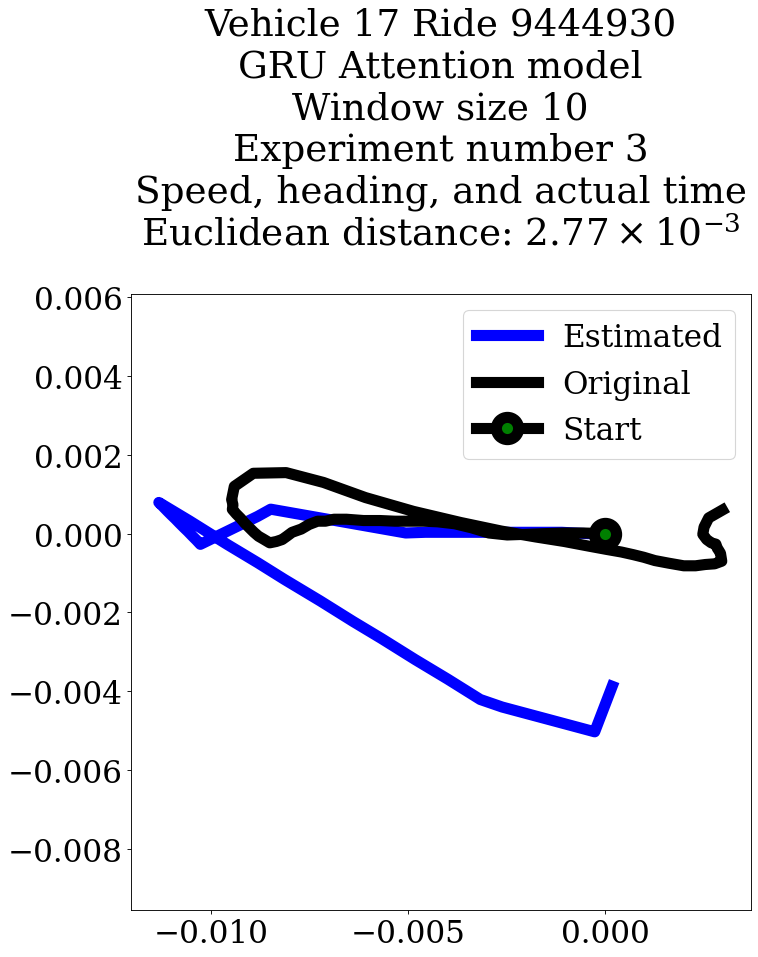 Vehicle 17 Ride 9444930
GRU Attention model
Window size 10
Experiment number 3
Speed, heading, and actual time
Euclidean distance: 2.77 × 10⁻³
0.006
0.004
0.002
0.000
−0.002
−0.004
−0.006
−0.008
Estimated
Original
Start
−0.010
−0.005
0.000